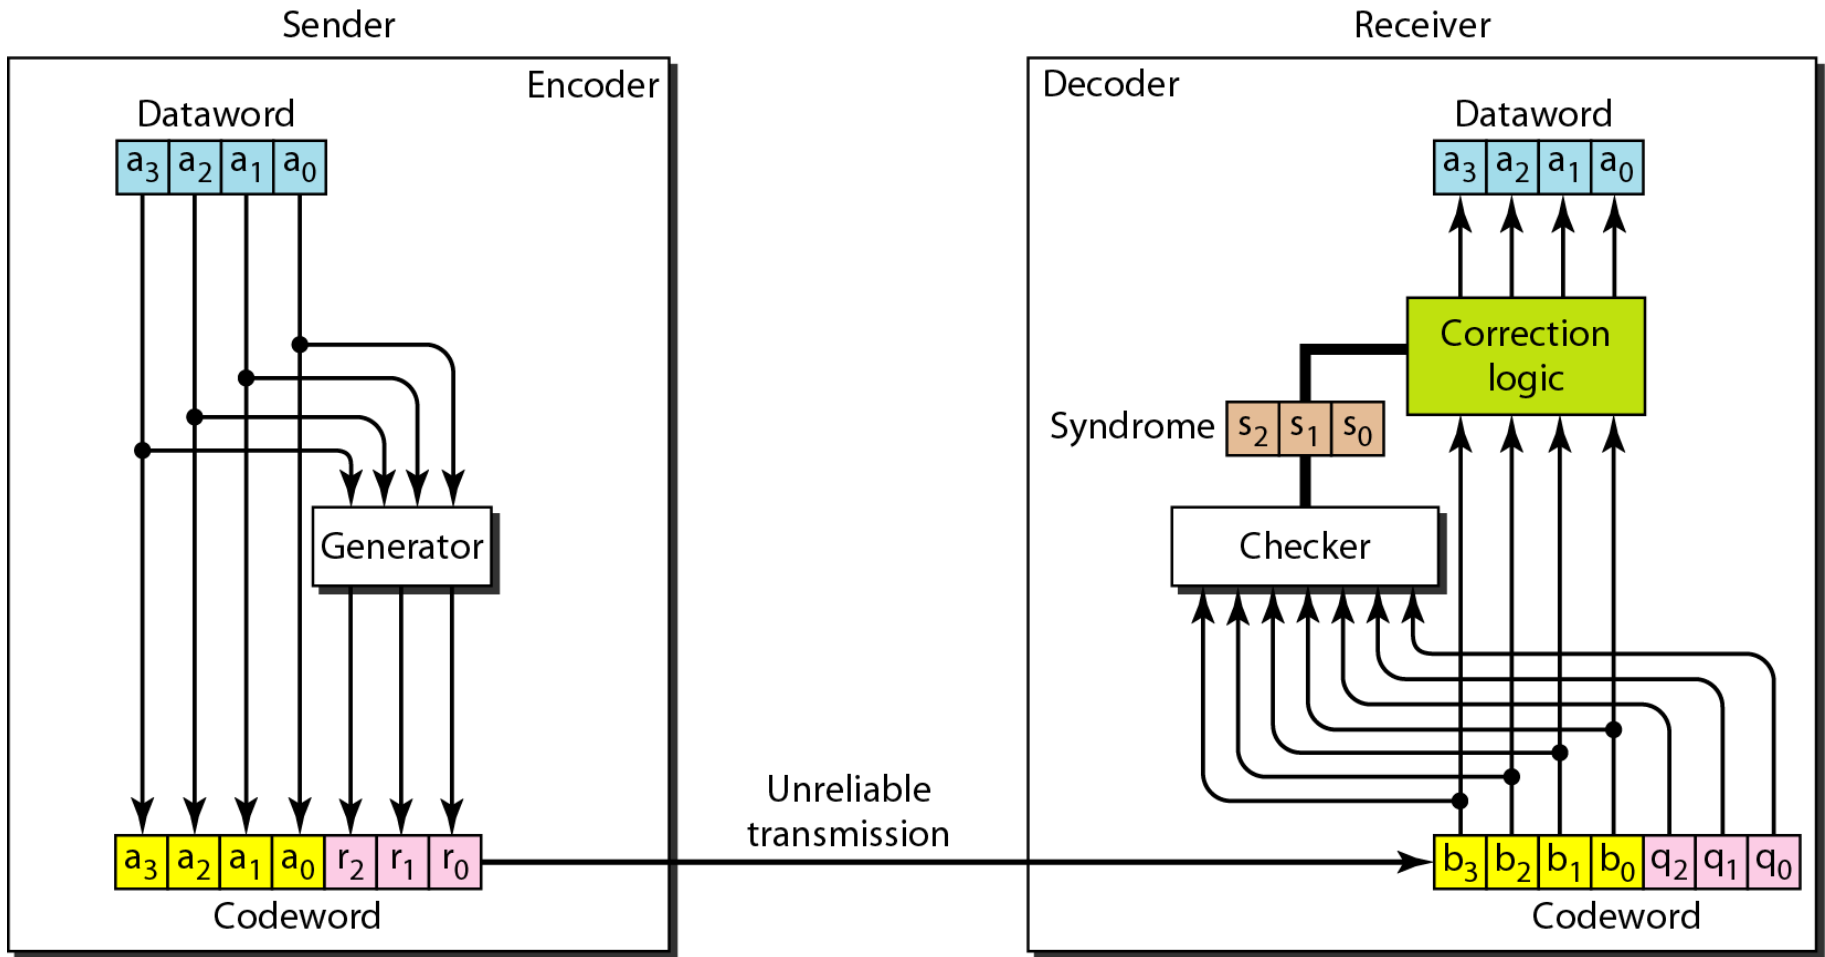 Sender
Encoder
Dataword
a3 a2 a1 a0
Generator
a3 a2 a1 a0 r2 r1 r0
Codeword
Unreliable
transmission
Receiver
Decoder
Dataword
a3 a2 a1 a0
Correction
logic
Syndrome s2 s1 s0
Checker
b3 b2 b1 b0 q2 q1 q0
Codeword